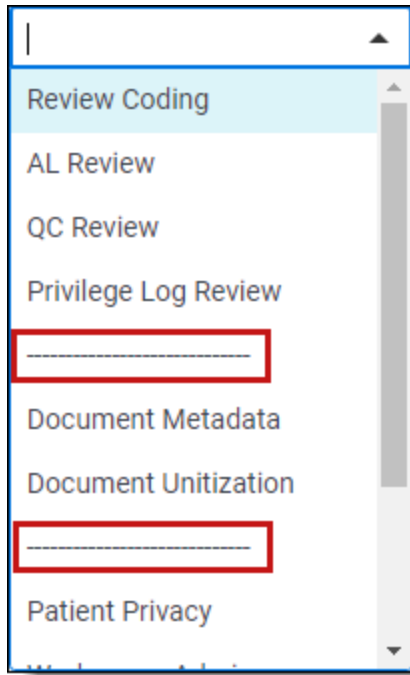 Review Coding
AL Review
QC Review
Privilege Log Review
----------------------------
Document Metadata
Document Unitization
----------------------------
Patient Privacy